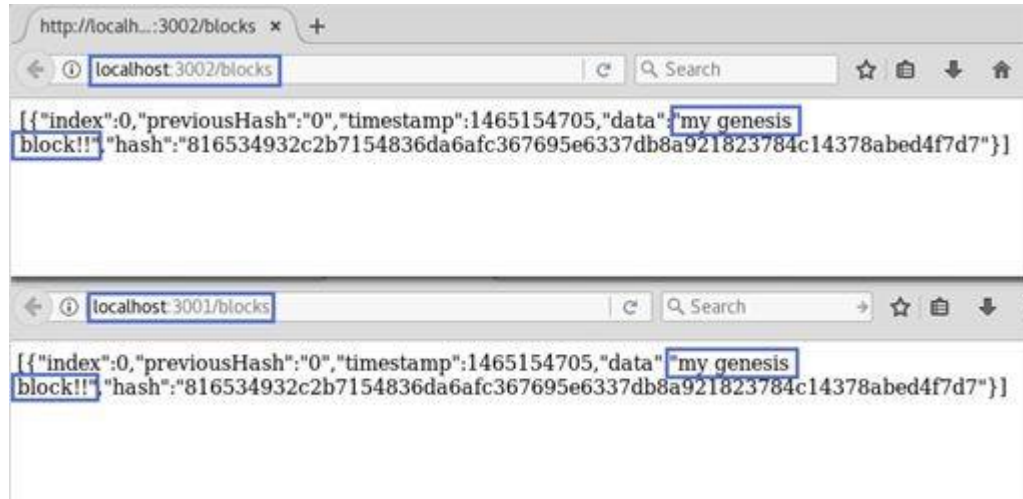 http://localh...:3002/blocks × +
localhost:3002/blocks Search
[{"index":0,"previousHash":"0","timestamp":1465154705,"data":"my genesis
block!!","hash":"816534932c2b7154836da6afc367695e6337db8a921823784c14378abed4f7d7"}]
localhost:3001/blocks Search
[{"index":0,"previousHash":"0","timestamp":1465154705,"data":"my genesis
block!!","hash":"816534932c2b7154836da6afc367695e6337db8a921823784c14378abed4f7d7"}]